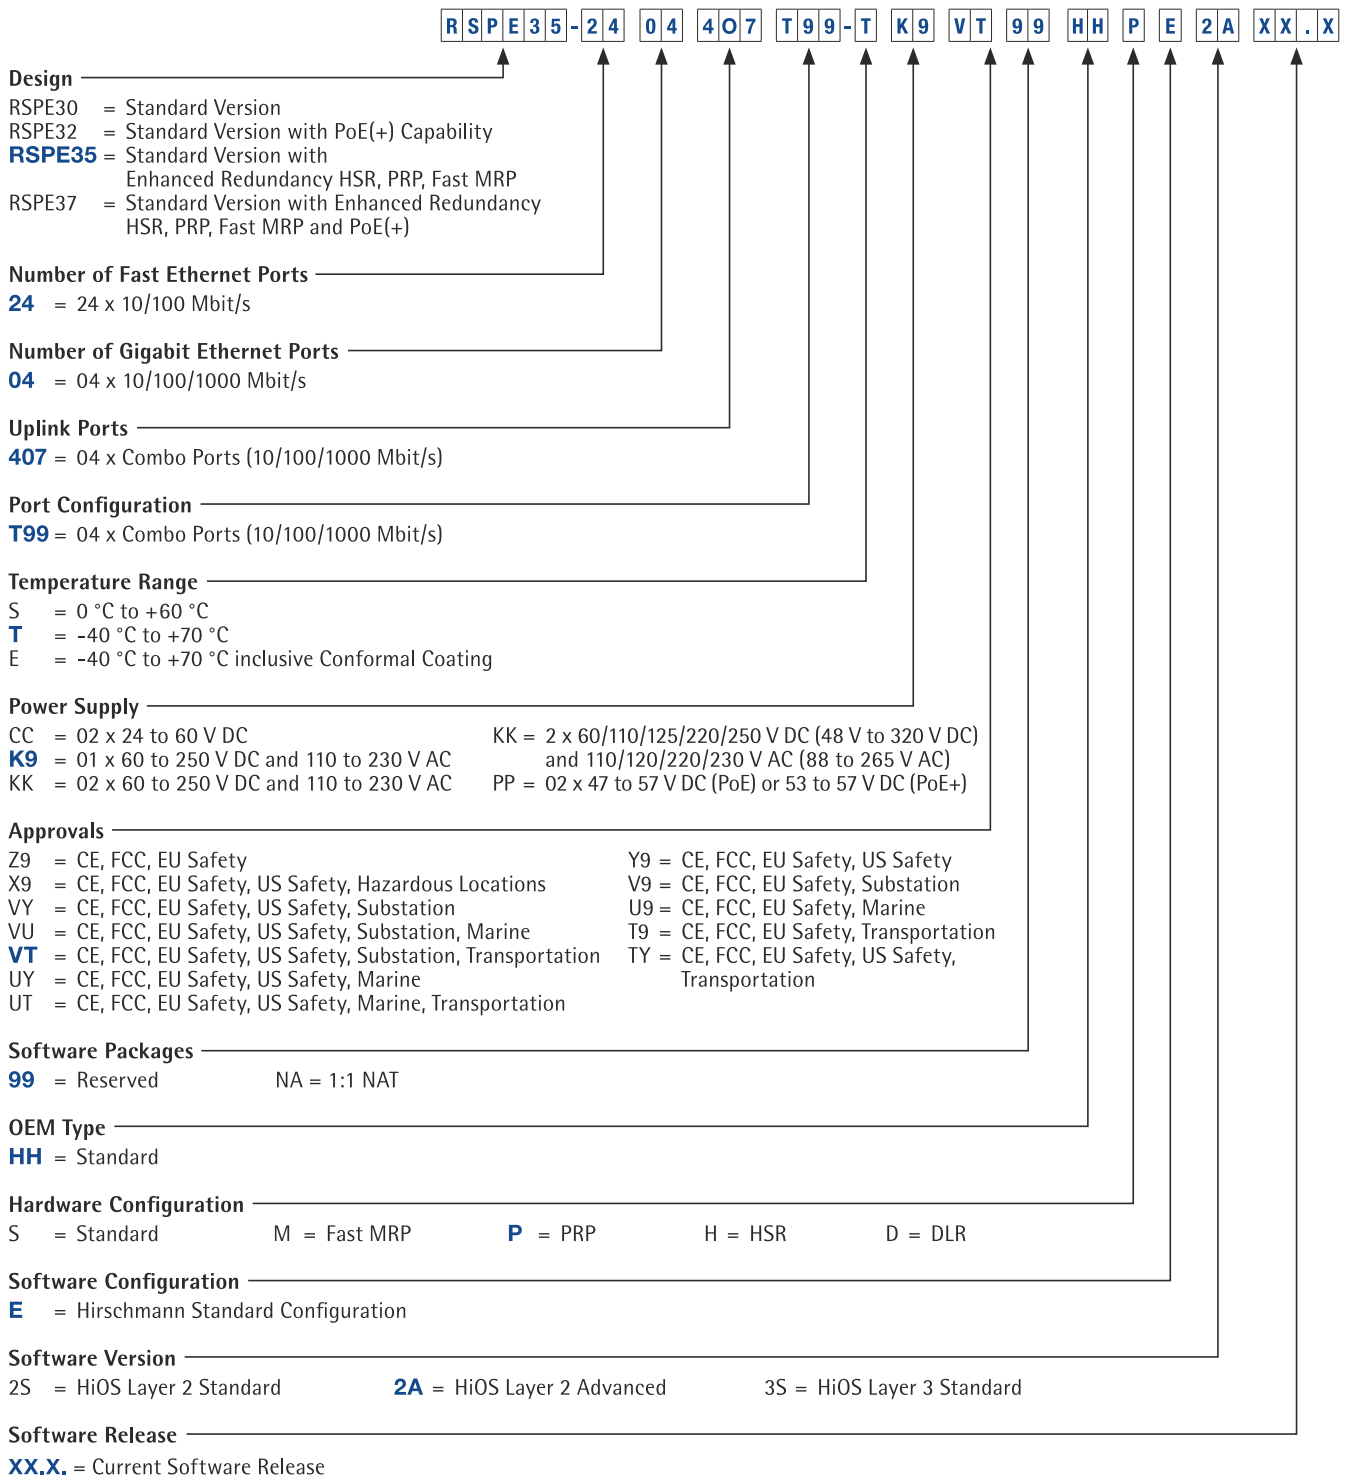 RSPE35-24 04 4O7 T99-T K9 VT 99 HH P E 2A XX.X
Design
RSPE30 = Standard Version
RSPE32 = Standard Version with PoE(+) Capability
RSPE35 = Standard Version with
Enhanced Redundancy HSR, PRP, Fast MRP
RSPE37 = Standard Version with Enhanced Redundancy
HSR, PRP, Fast MRP and PoE(+)
Number of Fast Ethernet Ports
24 = 24 x 10/100 Mbit/s
Number of Gigabit Ethernet Ports
04 = 04 x 10/100/1000 Mbit/s
Uplink Ports
407 = 04 x Combo Ports (10/100/1000 Mbit/s)
Port Configuration
T99 = 04 x Combo Ports (10/100/1000 Mbit/s)
Temperature Range
S = 0 °C to +60 °C
T = -40 °C to +70 °C
E = -40 °C to +70 °C inclusive Conformal Coating
Power Supply
CC = 02 x 24 to 60 V DC
K9 = 01 x 60 to 250 V DC and 110 to 230 V AC
KK = 02 x 60 to 250 V DC and 110 to 230 V AC
KK = 2 x 60/110/125/220/250 V DC (48 V to 320 V DC)
and 110/120/220/230 V AC (88 to 265 V AC)
PP = 02 x 47 to 57 V DC (PoE) or 53 to 57 V DC (PoE+)
Approvals
Z9 = CE, FCC, EU Safety
X9 = CE, FCC, EU Safety, US Safety, Hazardous Locations
VY = CE, FCC, EU Safety, US Safety, Substation
VU = CE, FCC, EU Safety, US Safety, Substation, Marine
VT = CE, FCC, EU Safety, US Safety, Substation, Transportation
UY = CE, FCC, EU Safety, US Safety, Marine
UT = CE, FCC, EU Safety, US Safety, Marine, Transportation
Y9 = CE, FCC, EU Safety, US Safety
V9 = CE, FCC, EU Safety, Substation
U9 = CE, FCC, EU Safety, Marine
T9 = CE, FCC, EU Safety, Transportation
TY = CE, FCC, EU Safety, US Safety,
Transportation
Software Packages
99 = Reserved NA = 1:1 NAT
OEM Type
HH = Standard
Hardware Configuration
S = Standard M = Fast MRP P = PRP H = HSR D = DLR
Software Configuration
E = Hirschmann Standard Configuration
Software Version
2S = HiOS Layer 2 Standard 2A = HiOS Layer 2 Advanced 3S = HiOS Layer 3 Standard
Software Release
XX.X. = Current Software Release